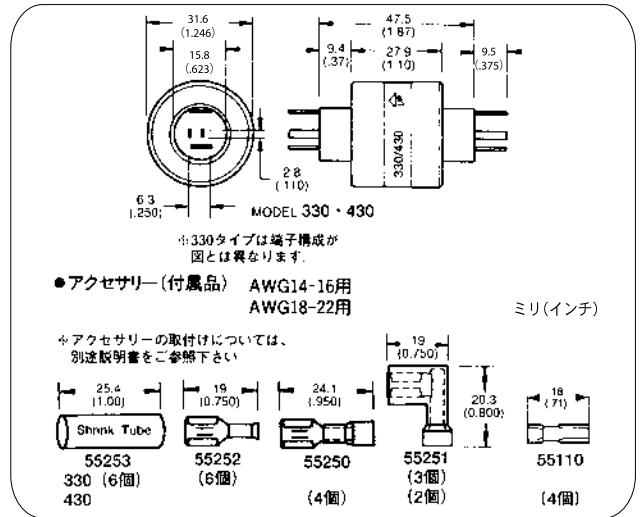 31.6
(1.246)
15.8
(.623)
47.5
(1.87)
9.4
(.37)
27.9
(1.10)
9.5
(.375)
330/430
2.8
(.110)
6.3
(.250)
MODEL 330・430
※330タイプは端子構成が
図とは異なります.
●アクセサリー(付属品)
AWG14-16用
AWG18-22用
ミリ(インチ)
※アクセサリーの取付けについては、
別途説明書をご参照下さい
25.4
(1.00)
19
(0.750)
24.1
(.950)
19
(0.750)
20.3
(0.800)
18
(.71)
Shrink Tube
55253
55252
55250
55251
55110
330 (6個)
430
(6個)
(4個)
(3個)
(2個)
(4個)